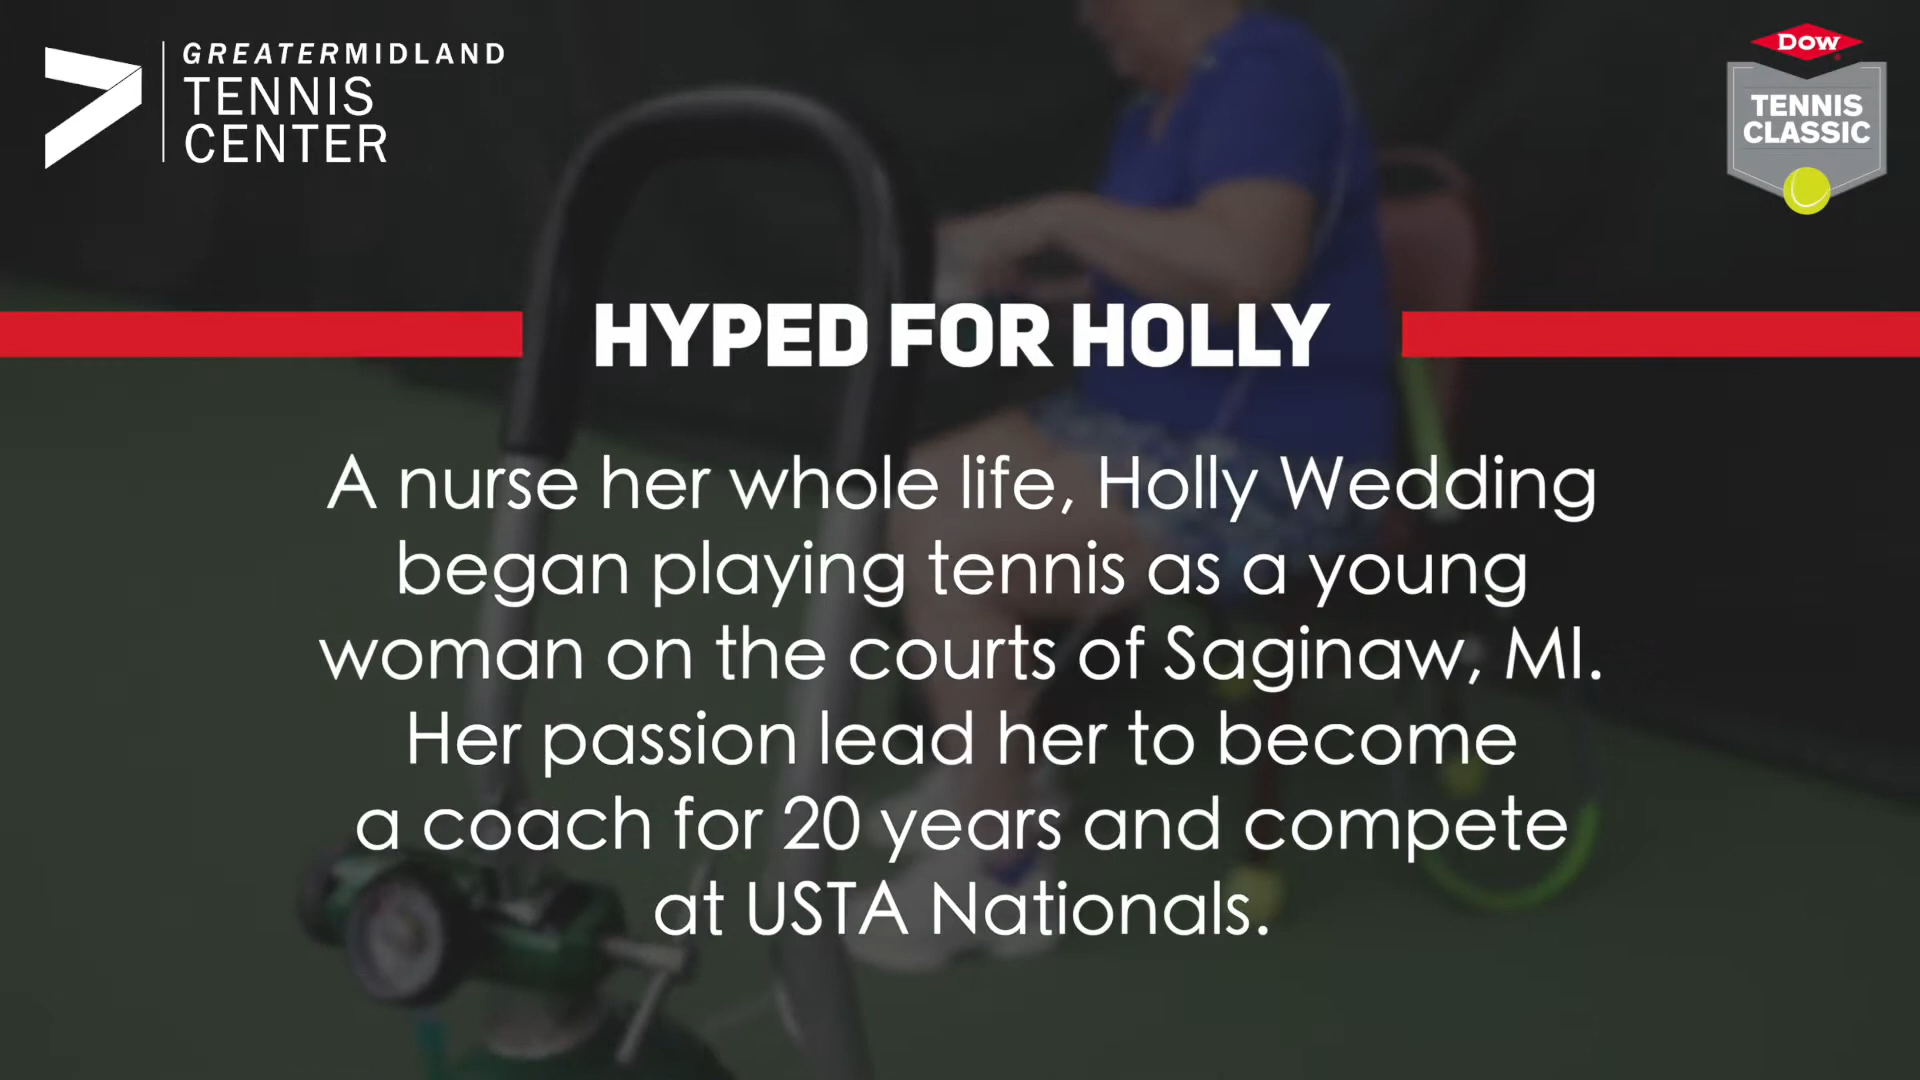 GREATERMIDLAND
TENNIS
CENTER
DOW
TENNIS
CLASSIC
HYPED FOR HOLLY
A nurse her whole life, Holly Wedding
began playing tennis as a young
woman on the courts of Saginaw, MI.
Her passion lead her to become
a coach for 20 years and compete
at USTA Nationals.